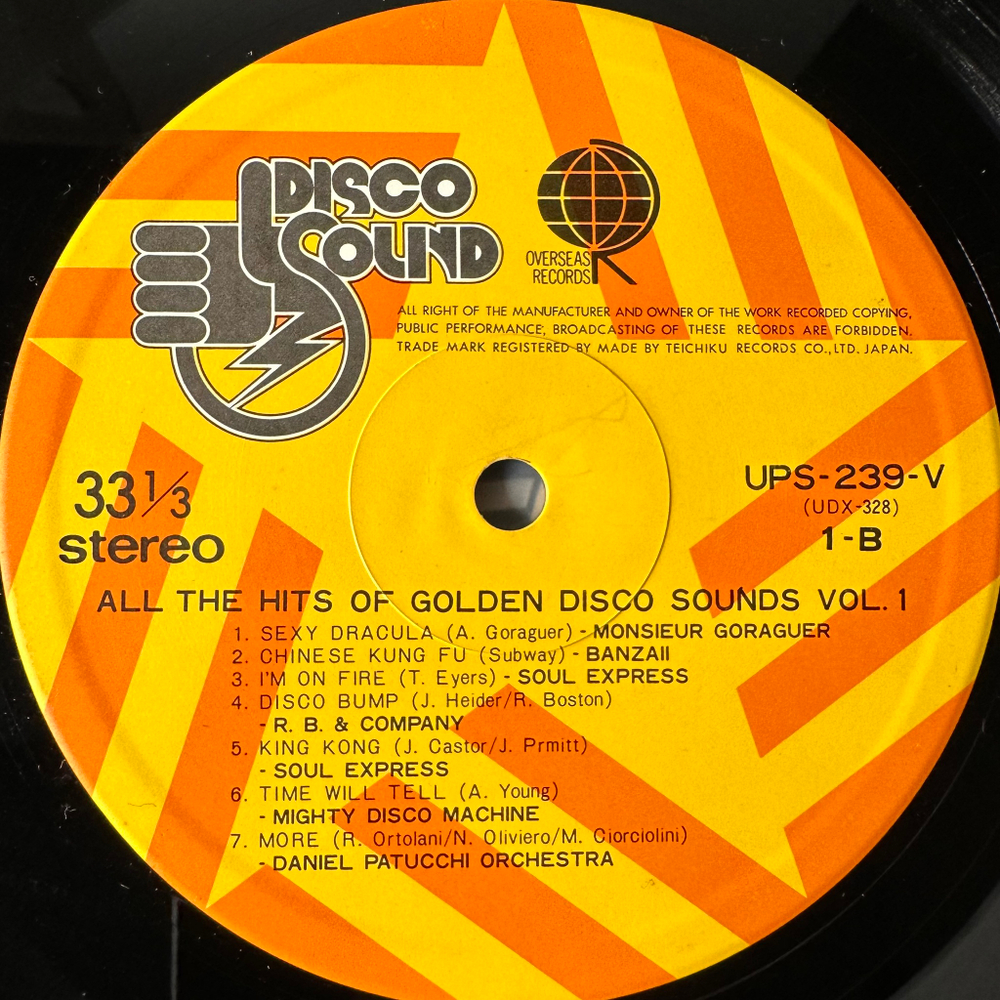 DISCO
SOUND
OVERSEAS
RECORDS
ALL RIGHT OF THE MANUFACTURER AND OWNER OF THE WORK RECORDED COPYING,
PUBLIC PERFORMANCE, BROADCASTING OF THESE RECORDS ARE FORBIDDEN.
TRADE MARK REGISTERED BY MADE BY TEICHIKU RECORDS CO., LTD. JAPAN.
33 1/3
stereo
UPS-239-V
(UDX-328)
1-B
ALL THE HITS OF GOLDEN DISCO SOUNDS VOL. 1
1. SEXY DRACULA (A. Goraguer) - MONSIEUR GORAGUER
2. CHINESE KUNG FU (Subway) - BANZAII
3. I'M ON FIRE (T. Eyers) - SOUL EXPRESS
4. DISCO BUMP (J. Heider/R. Boston)
- R. B. & COMPANY
5. KING KONG (J. Castor/J. Prmitt)
- SOUL EXPRESS
6. TIME WILL TELL (A. Young)
- MIGHTY DISCO MACHINE
7. MORE (R. Ortolani/N. Oliviero/M. Ciorciolini)
- DANIEL PATUCCHI ORCHESTRA